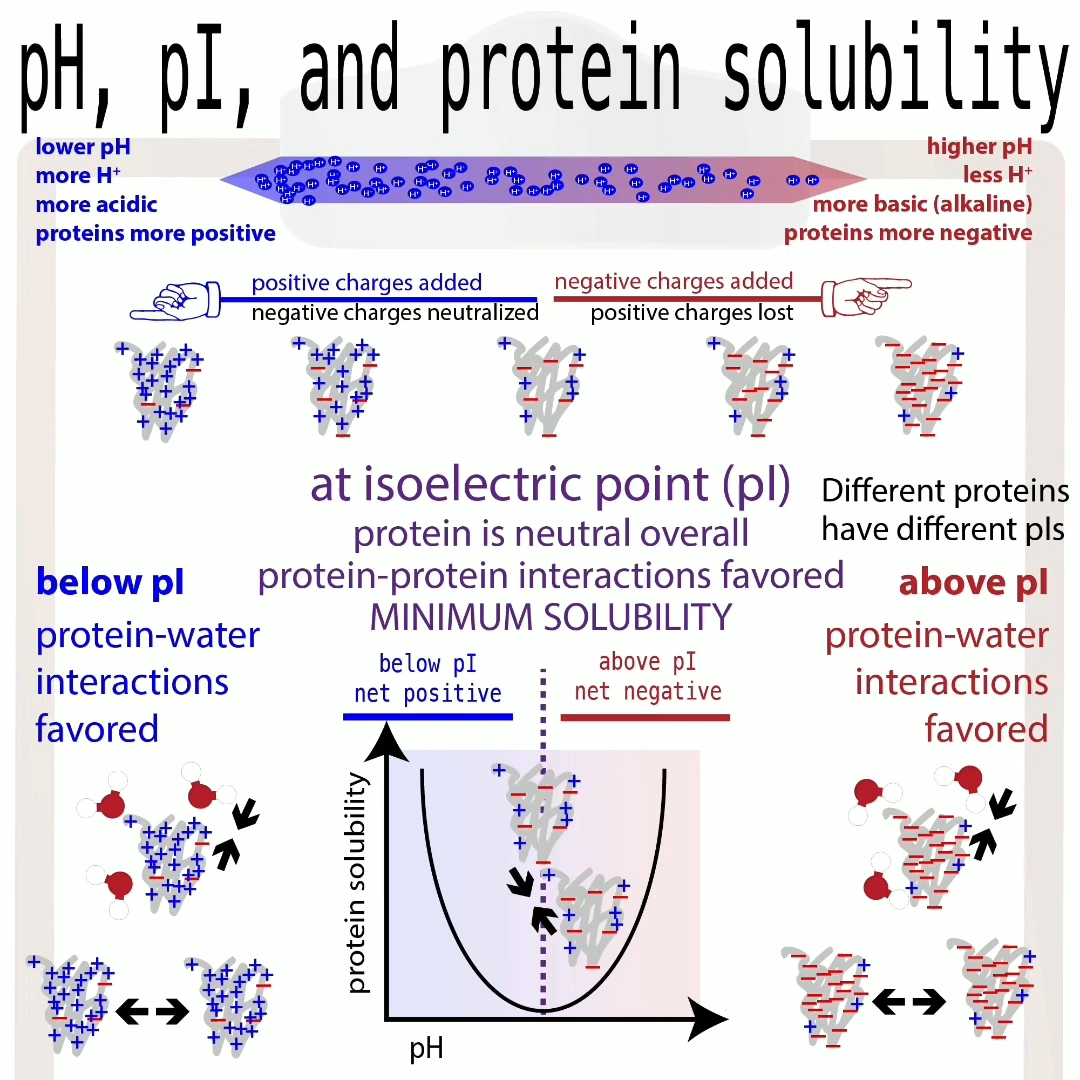 pH, pI, and protein solubility
lower pH
more H⁺
more acidic
proteins more positive
higher pH
less H⁺
more basic (alkaline)
proteins more negative
positive charges added
negative charges neutralized
negative charges added
positive charges lost
at isoelectric point (pI)
protein is neutral overall
protein-protein interactions favored
MINIMUM SOLUBILITY
Different proteins
have different pIs
below pI
protein-water
interactions
favored
above pI
protein-water
interactions
favored
below pI
net positive
above pI
net negative
protein solubility
pH